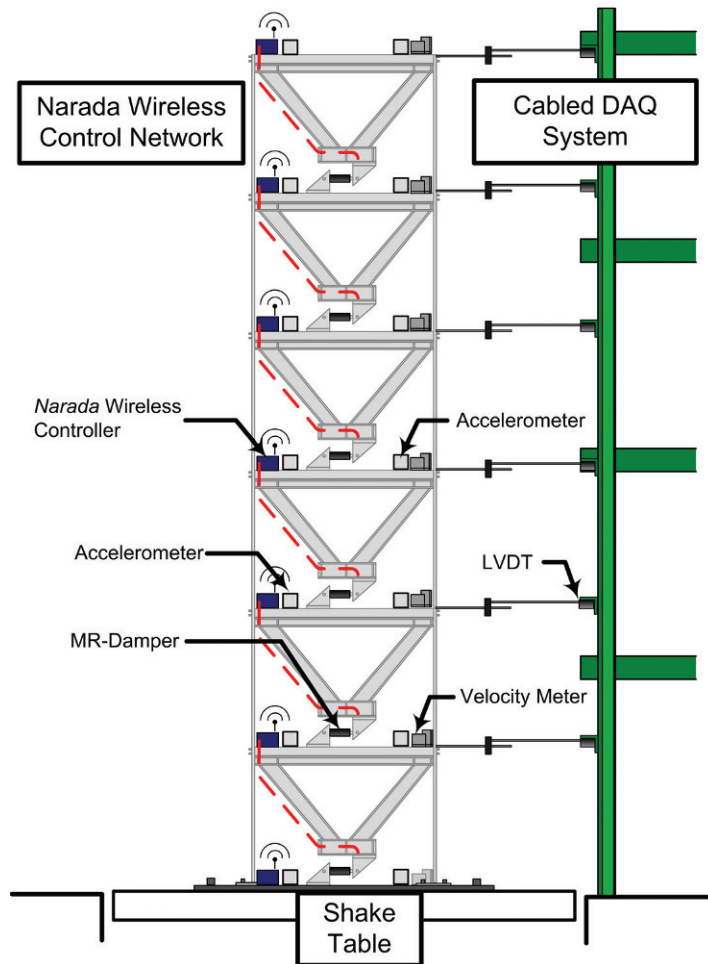 Narada Wireless
Control Network
Cabled DAQ
System
Narada Wireless
Controller
Accelerometer
Accelerometer
LVDT
MR-Damper
Velocity Meter
Shake
Table